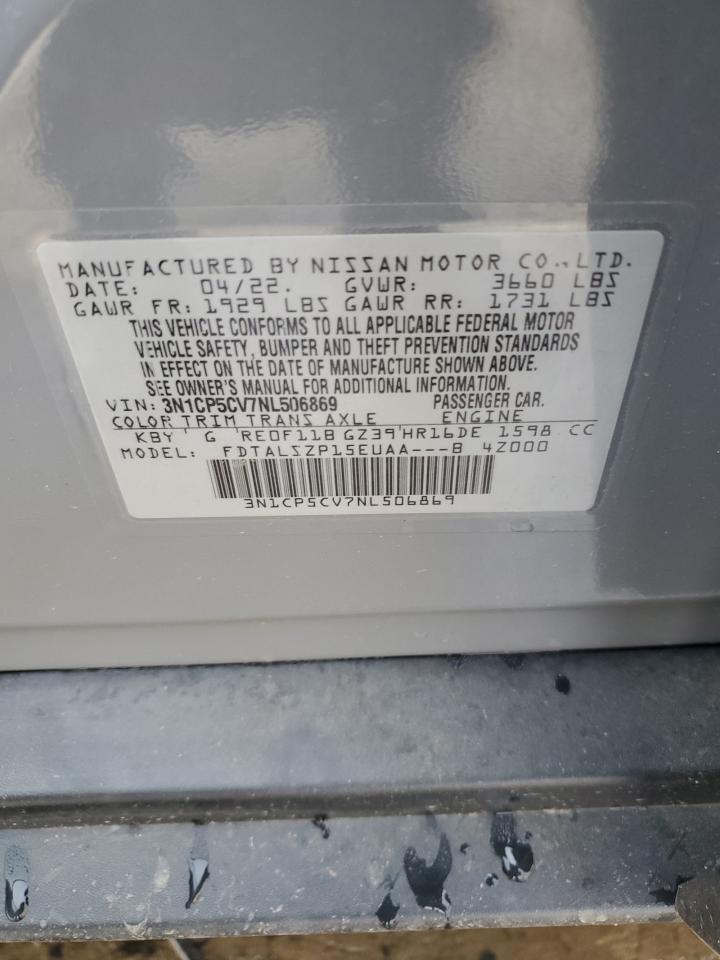 MANUFACTURED BY NISSAN MOTOR CO.,LTD.
DATE: 04/22. GVWR: 3660 LBS
GAWR FR: 1929 LBS GAWR RR: 1731 LBS
THIS VEHICLE CONFORMS TO ALL APPLICABLE FEDERAL MOTOR
VEHICLE SAFETY, BUMPER AND THEFT PREVENTION STANDARDS
IN EFFECT ON THE DATE OF MANUFACTURE SHOWN ABOVE.
SEE OWNER'S MANUAL FOR ADDITIONAL INFORMATION.
VIN: 3N1CP5CV7NL506869 PASSENGER CAR.
COLOR TRIM TRANS AXLE ENGINE
KBY G RE0F11B GZ39 HR16DE 1598 CC
MODEL: FDTALSZP15EUAA---B 4Z000
3N1CP5CV7NL506869